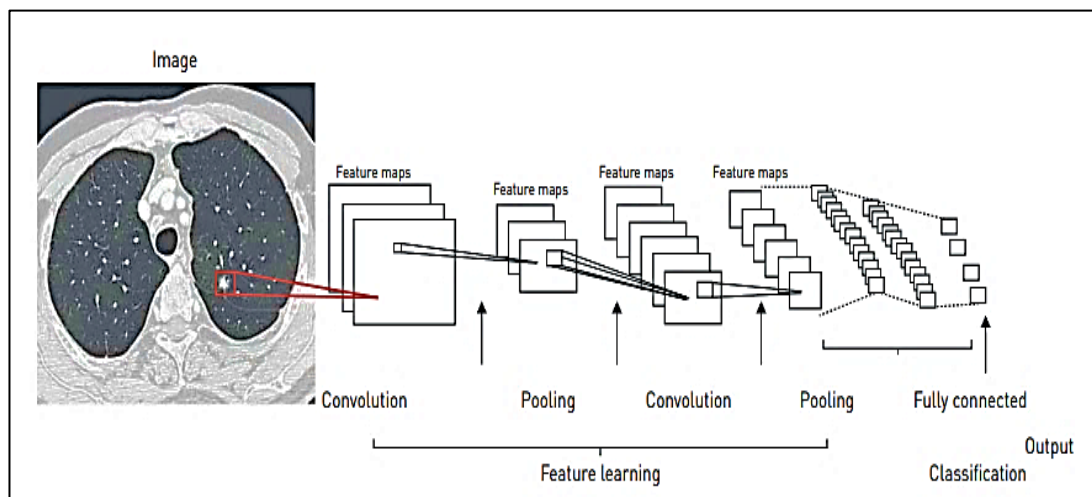 Image
Feature maps
Feature maps
Feature maps
Feature maps
Convolution
Pooling
Convolution
Pooling
Fully connected
Output
Feature learning
Classification